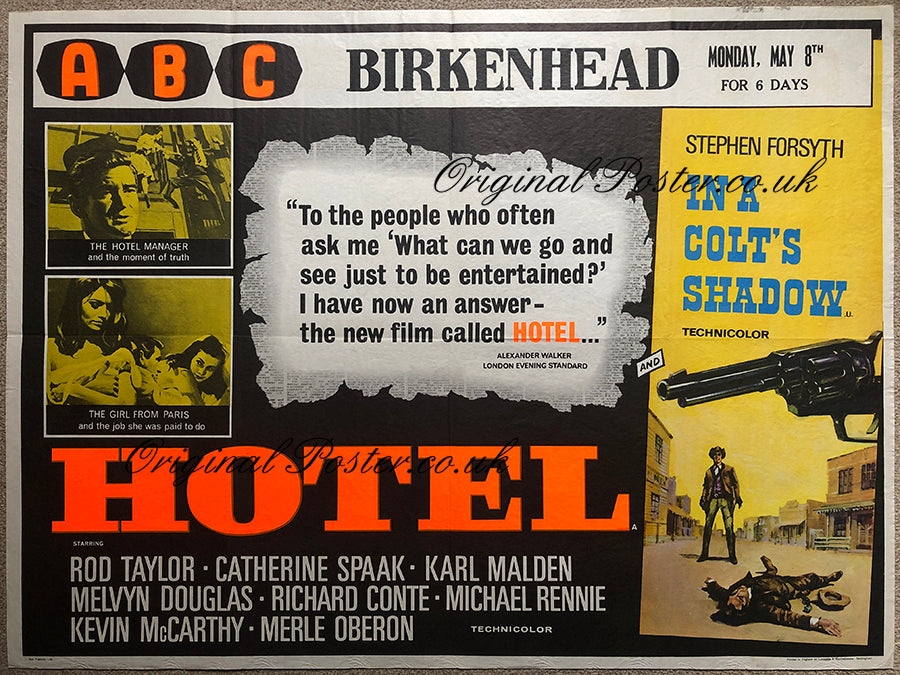 ABC BIRKENHEAD
MONDAY, MAY 8TH
FOR 6 DAYS
THE HOTEL MANAGER
and the moment of truth
THE GIRL FROM PARIS
and the job she was paid to do
"To the people who often
ask me 'What can we go and
see just to be entertained?'
I have now an answer–
the new film called HOTEL..."
ALEXANDER WALKER
LONDON EVENING STANDARD
AND
STEPHEN FORSYTH
IN A
COLT'S
SHADOW U
TECHNICOLOR
Original Poster.co.uk
Original Poster.co.uk
HOTEL A
STARRING
ROD TAYLOR · CATHERINE SPAAK · KARL MALDEN
MELVYN DOUGLAS · RICHARD CONTE · MICHAEL RENNIE
KEVIN McCARTHY · MERLE OBERON
TECHNICOLOR